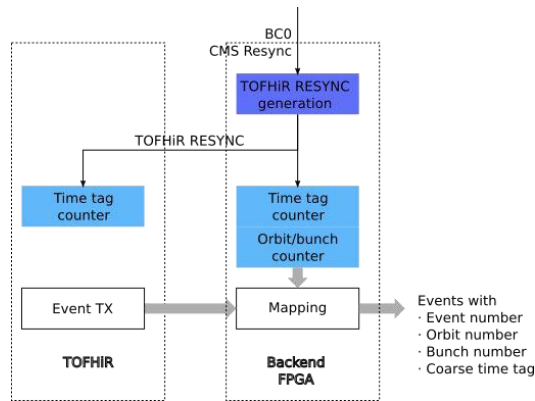 BC0
CMS Resync
TOFHiR RESYNC
generation
TOFHiR RESYNC
Time tag
counter
Time tag
counter
Orbit/bunch
counter
Event TX
Mapping
Events with
· Event number
· Orbit number
· Bunch number
· Coarse time tag
TOFHiR
Backend
FPGA